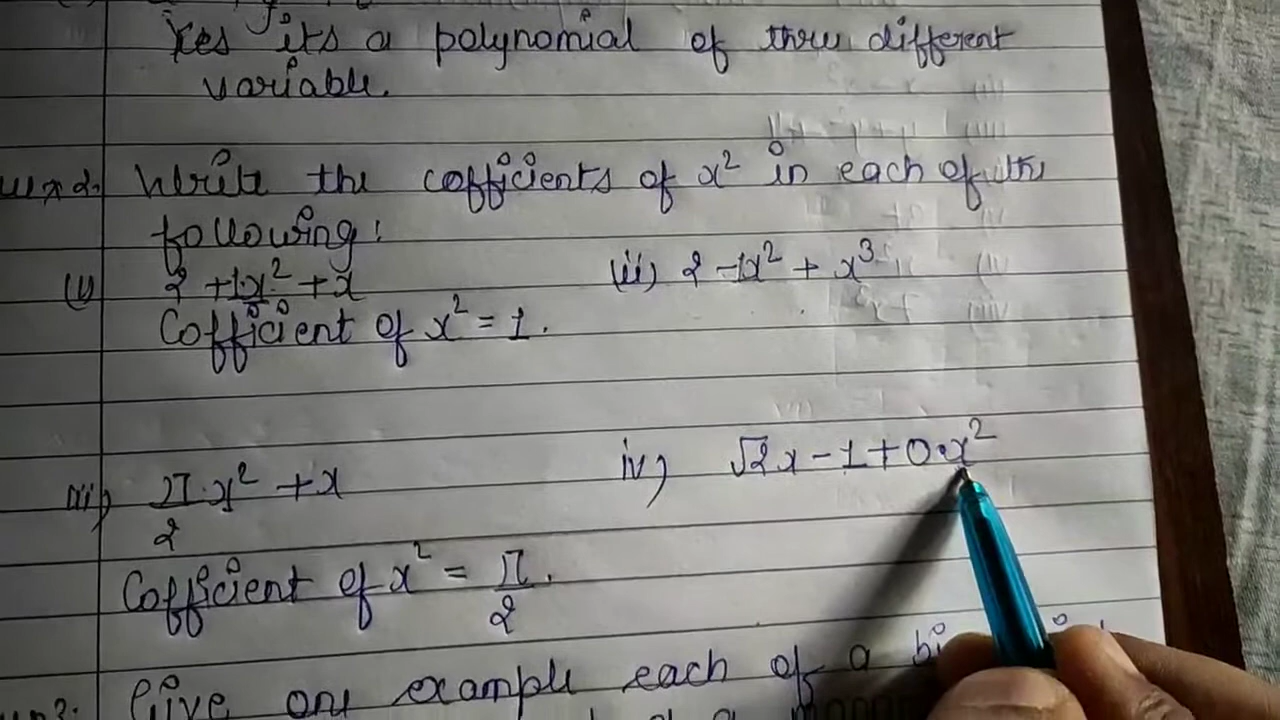 Yes its a polynomial of three different
variable.
Write the cofficients of x² in each of the
following:
(i) 2 + 1x² + x
(ii) 2 - 1x² + x³
Cofficient of x² = 1.
iii) π/2 · x² + x
iv) √2x - 1 + 0·x²
Cofficient of x² = π/2.
Give one example each of a